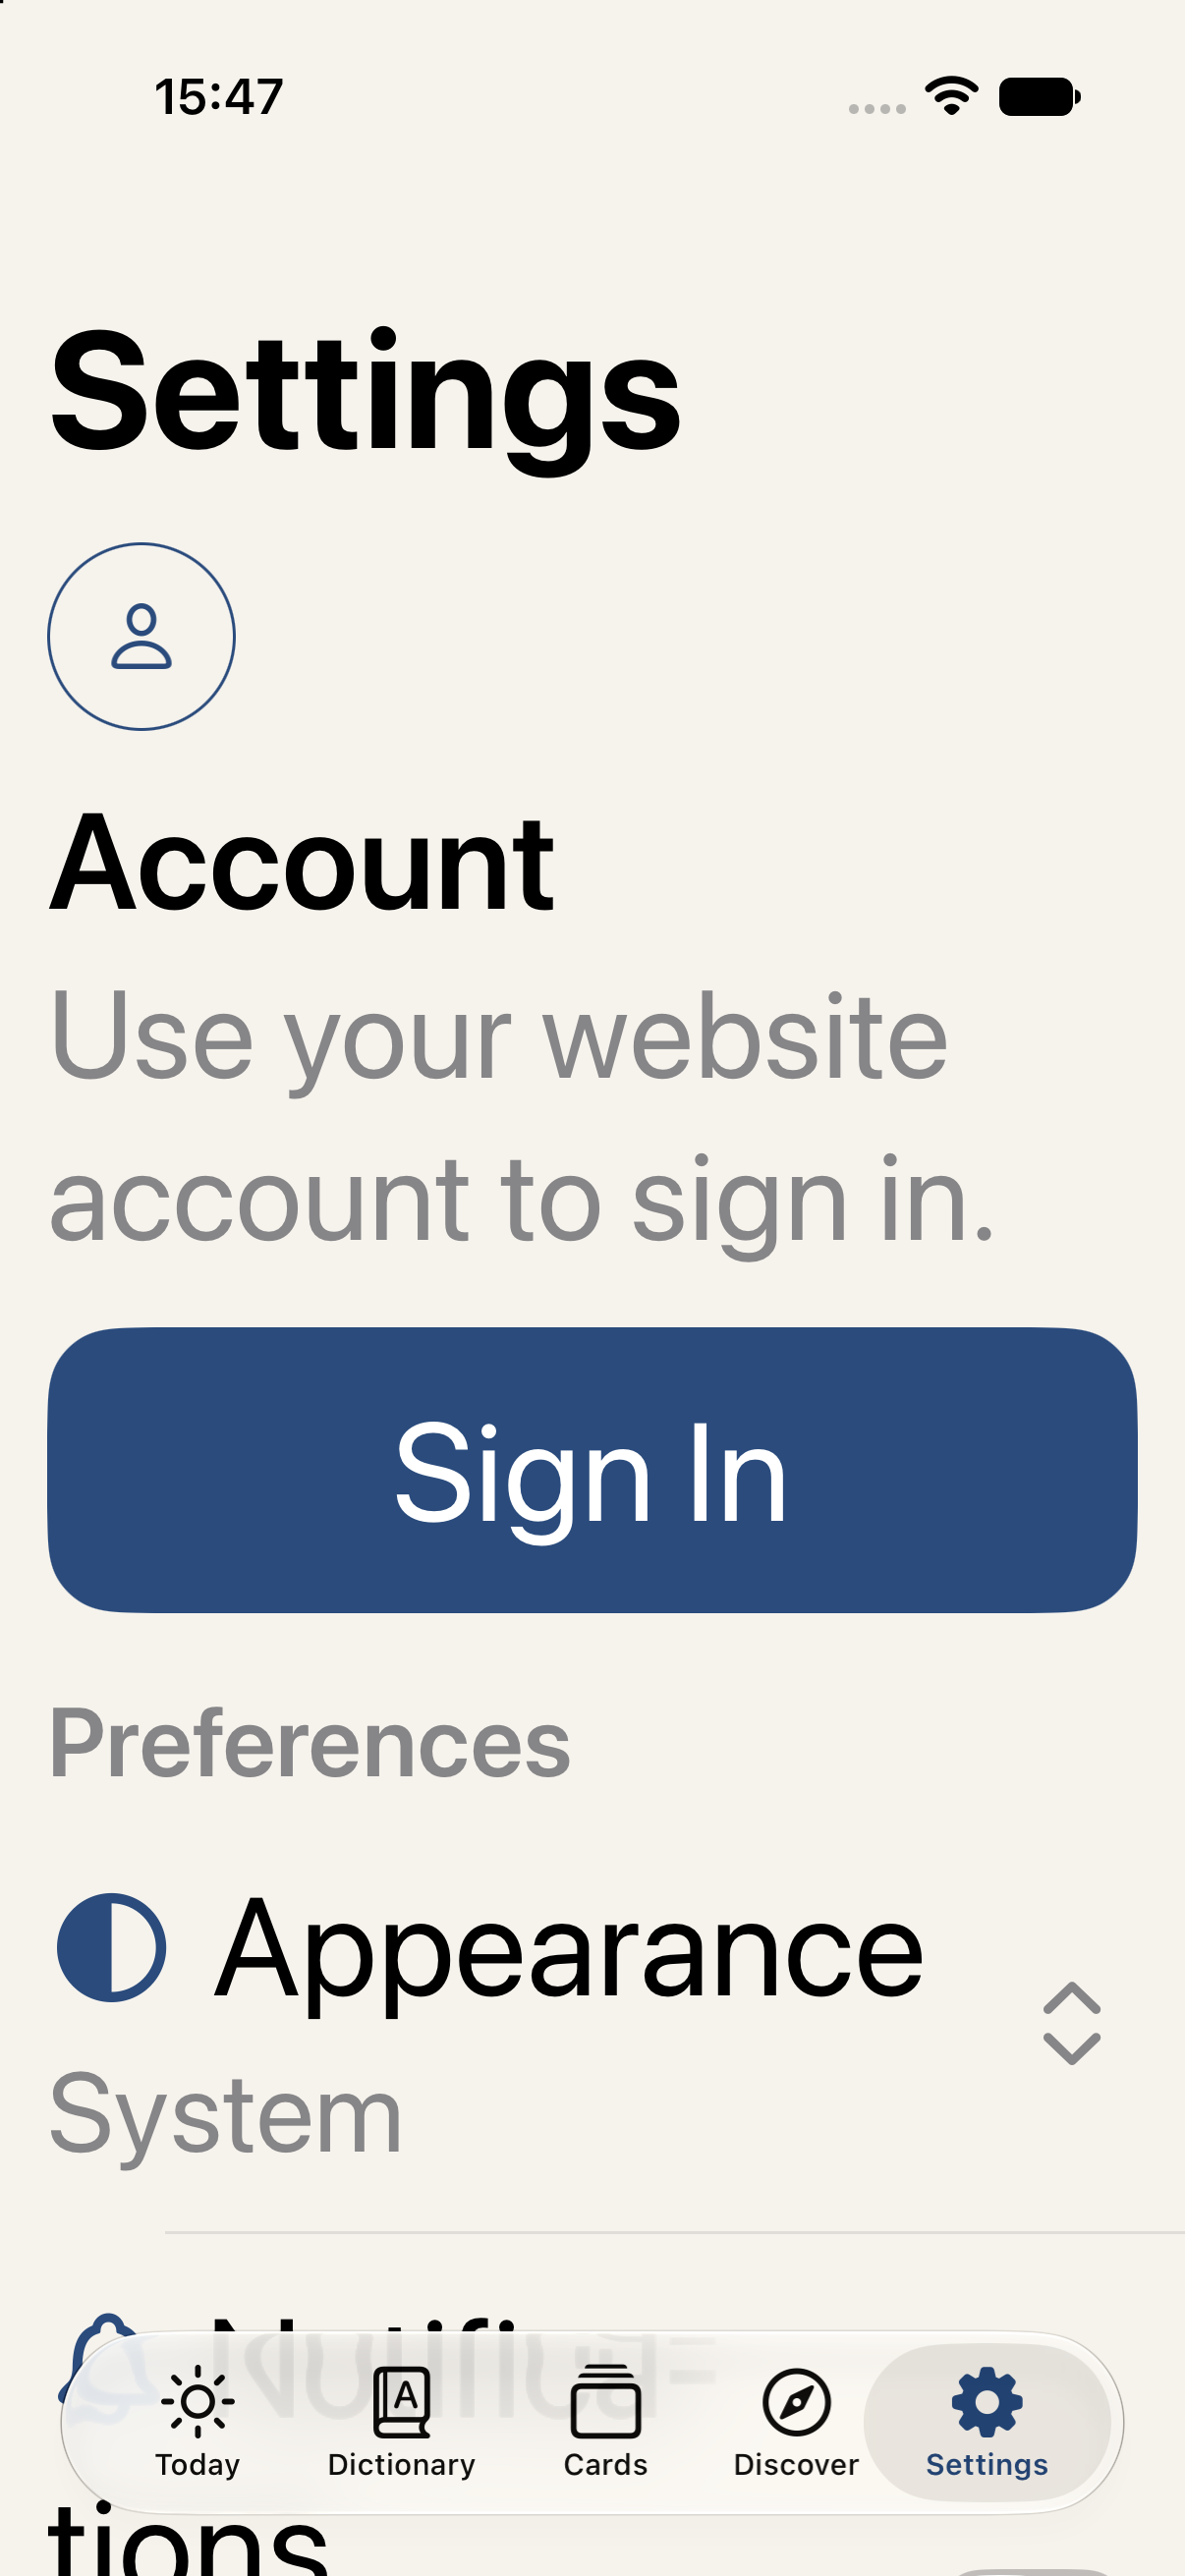 15:47
Settings
Account
Use your website
account to sign in.
Sign In
Preferences
Appearance
System
Notifica-
tions
Today
Dictionary
Cards
Discover
Settings